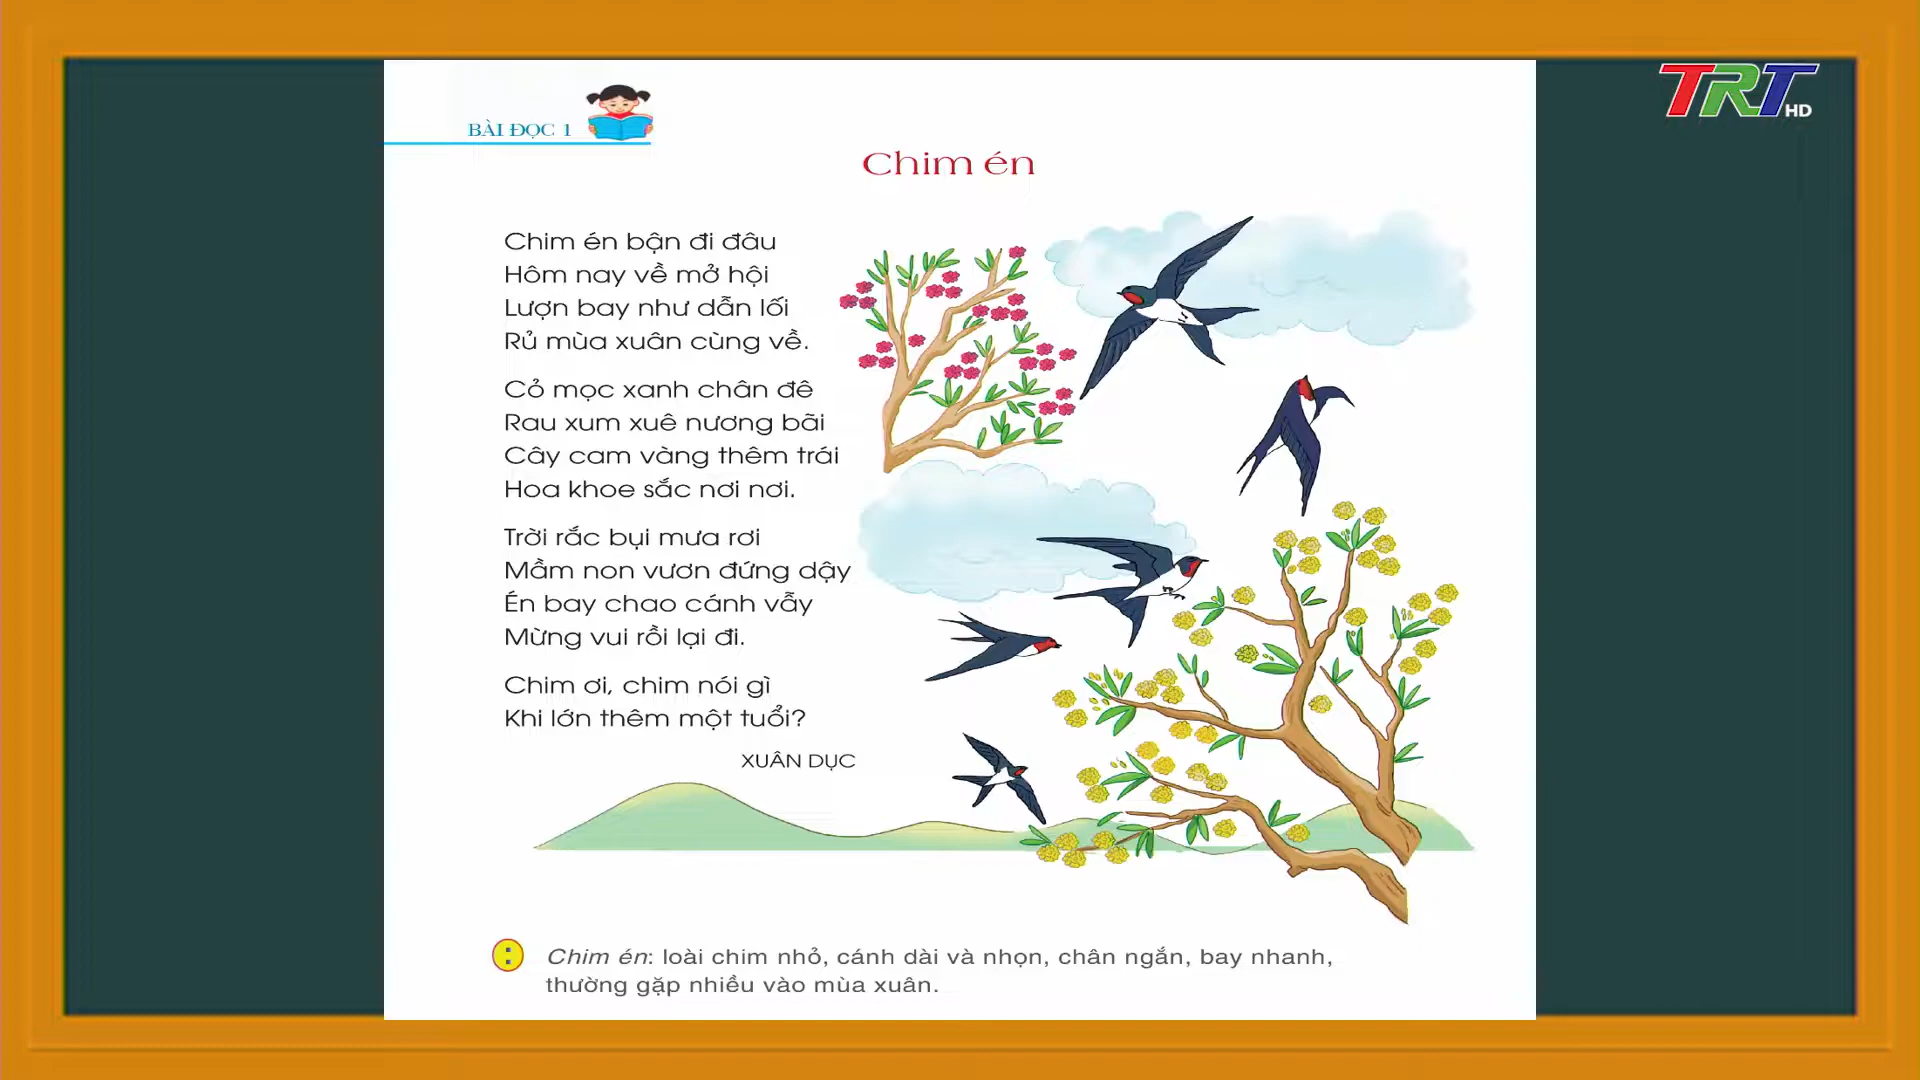 TRT HD
BÀI ĐỌC 1
Chim én
Chim én bận đi đâu
Hôm nay về mở hội
Lượn bay như dẫn lối
Rủ mùa xuân cùng về.
Cỏ mọc xanh chân đê
Rau xum xuê nương bãi
Cây cam vàng thêm trái
Hoa khoe sắc nơi nơi.
Trời rắc bụi mưa rơi
Mầm non vươn đứng dậy
Én bay chao cánh vẫy
Mừng vui rồi lại đi.
Chim ơi, chim nói gì
Khi lớn thêm một tuổi?
XUÂN DỤC
Chim én: loài chim nhỏ, cánh dài và nhọn, chân ngắn, bay nhanh,
thường gặp nhiều vào mùa xuân.